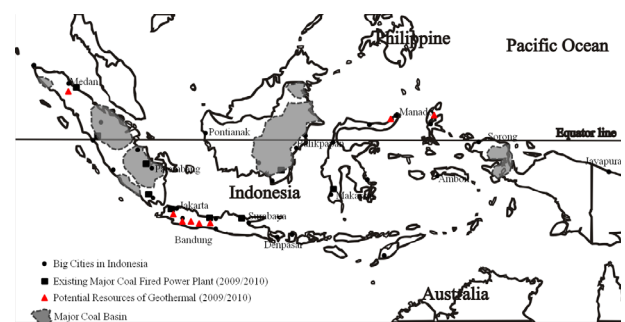 Philippine
Pacific Ocean
Medan
Manado
Pontianak
Balikpapan
Sorong
Equator line
Palembang
Jayapura
Ambon
Indonesia
Makassar
Jakarta
Surabaya
Bandung
Denpasar
Big Cities in Indonesia
Existing Major Coal Fired Power Plant (2009/2010)
Potential Resources of Geothermal (2009/2010)
Major Coal Basin
Australia